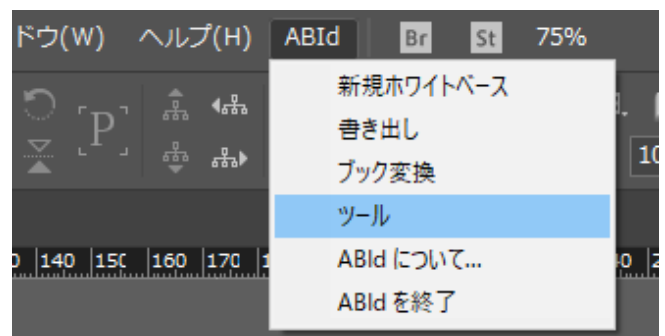 ドウ(W) ヘルプ(H) ABId Br St 75%
新規ホワイトベース
書き出し
ブック変換
ツール
ABId について...
ABId を終了
P
10
140 150 160 170